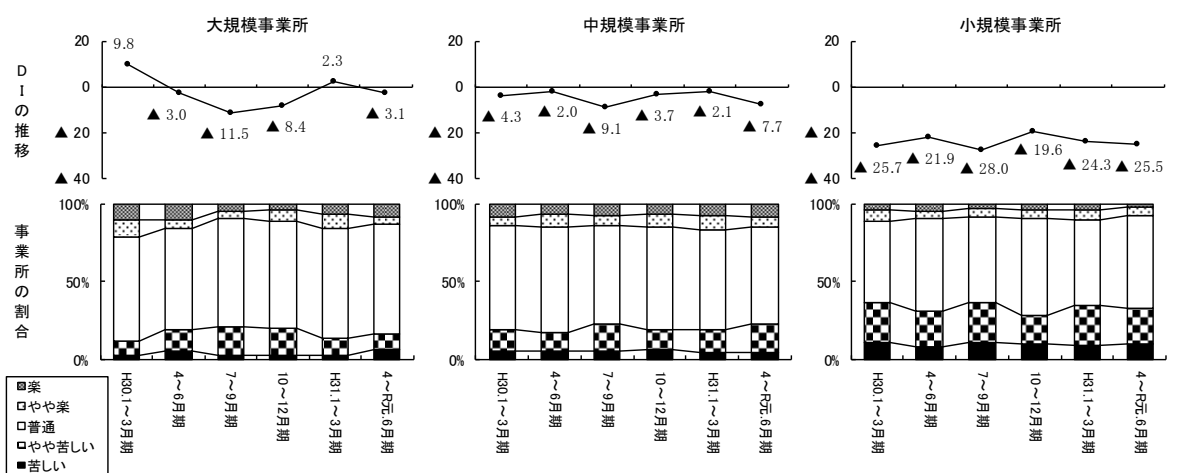 大規模事業所
中規模事業所
小規模事業所
DIの推移
20
0
▲ 20
▲ 40
9.8
▲ 3.0
▲ 11.5
▲ 8.4
2.3
▲ 3.1
20
0
▲ 20
▲ 40
▲ 4.3
▲ 2.0
▲ 9.1
▲ 3.7
▲ 2.1
▲ 7.7
20
0
▲ 20
▲ 40
▲ 25.7
▲ 21.9
▲ 28.0
▲ 19.6
▲ 24.3
▲ 25.5
事業所の割合
100%
50%
0%
H30.1～3月期
4～6月期
7～9月期
10～12月期
H31.1～3月期
4～R元.6月期
100%
50%
0%
H30.1～3月期
4～6月期
7～9月期
10～12月期
H31.1～3月期
4～R元.6月期
100%
50%
0%
H30.1～3月期
4～6月期
7～9月期
10～12月期
H31.1～3月期
4～R元.6月期
楽
やや楽
普通
やや苦しい
苦しい